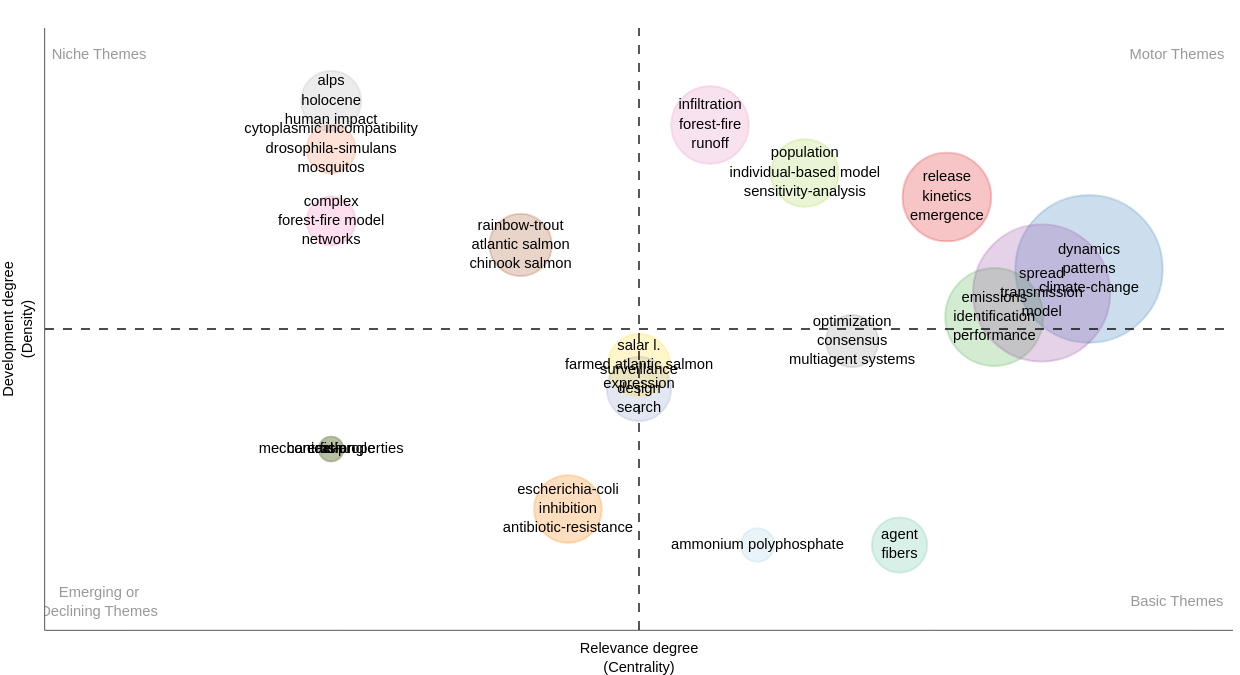 Niche Themes
Motor Themes
alps
holocene
human impact
cytoplasmic incompatibility
drosophila-simulans
mosquitos
complex
forest-fire model
networks
rainbow-trout
atlantic salmon
chinook salmon
infiltration
forest-fire
runoff
population
individual-based model
sensitivity-analysis
release
kinetics
emergence
dynamics
patterns
climate-change
spread
transmission
model
emissions
identification
performance
optimization
consensus
multiagent systems
salar l.
farmed atlantic salmon
expression
surveillance
design
search
escherichia-coli
inhibition
antibiotic-resistance
ammonium polyphosphate
agent
fibers
Emerging or
Declining Themes
Basic Themes
Development degree
(Density)
Relevance degree
(Centrality)